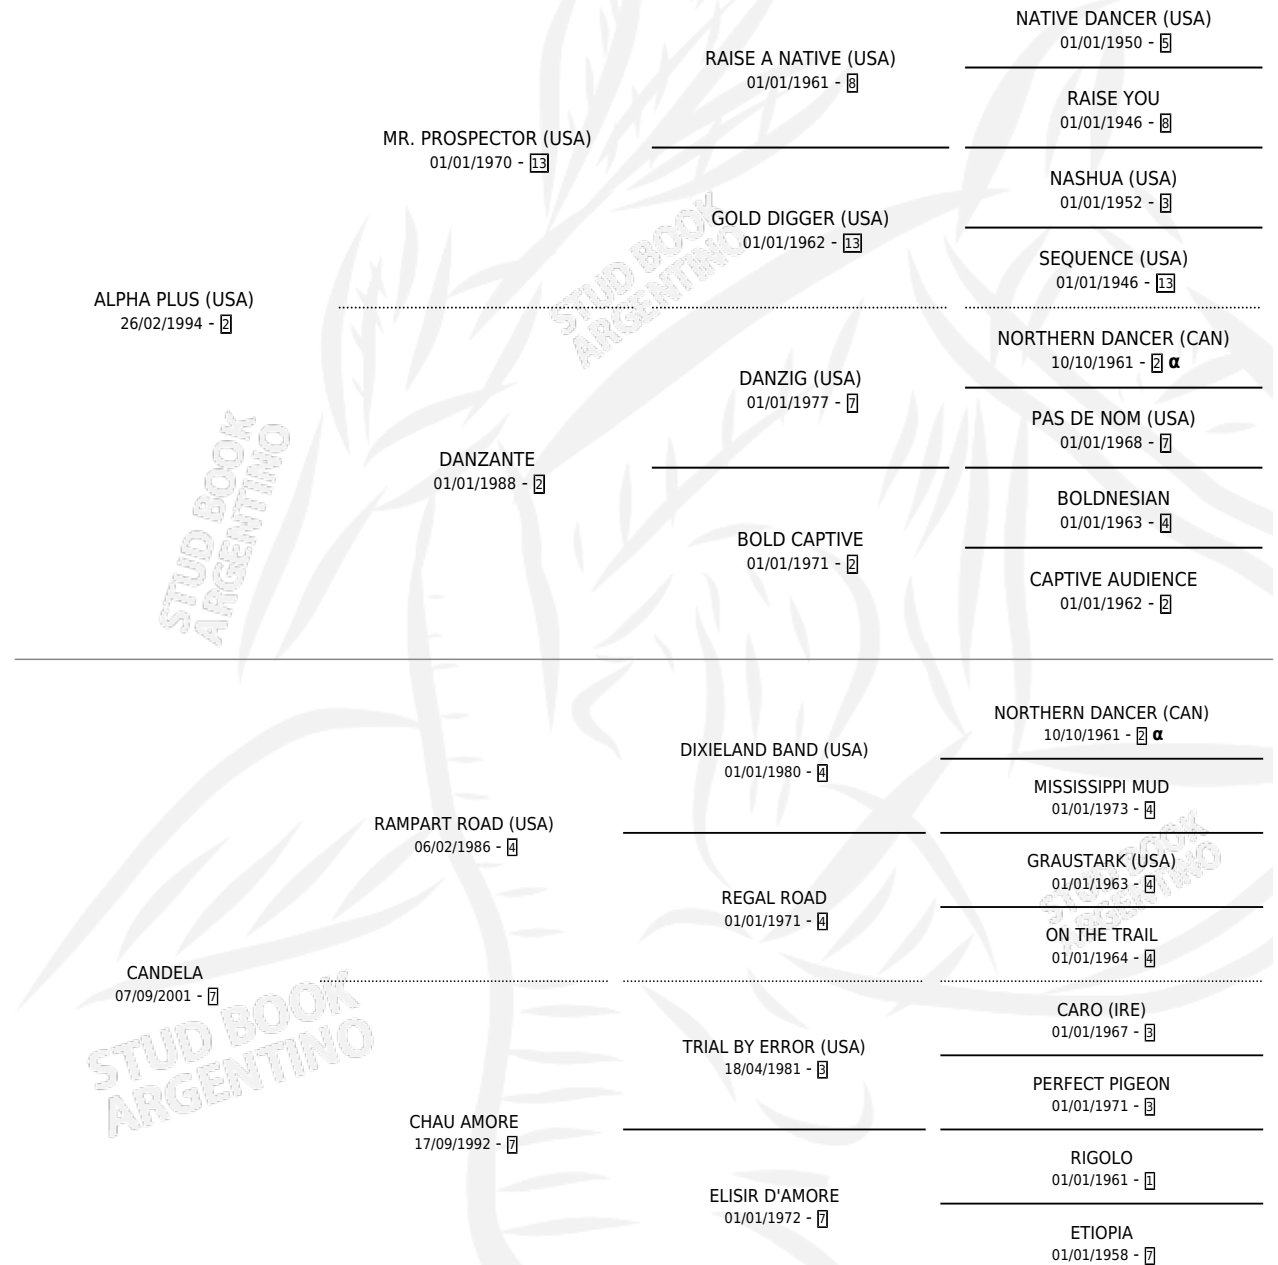 NATIVE DANCER (USA)
01/01/1950 - 5
RAISE A NATIVE (USA)
01/01/1961 - 8
RAISE YOU
01/01/1946 - 8
MR. PROSPECTOR (USA)
01/01/1970 - 13
NASHUA (USA)
01/01/1952 - 3
GOLD DIGGER (USA)
01/01/1962 - 13
SEQUENCE (USA)
01/01/1946 - 13
ALPHA PLUS (USA)
26/02/1994 - 2
NORTHERN DANCER (CAN)
10/10/1961 - 2 α
DANZIG (USA)
01/01/1977 - 7
PAS DE NOM (USA)
01/01/1968 - 7
DANZANTE
01/01/1988 - 2
BOLDNESIAN
01/01/1963 - 4
BOLD CAPTIVE
01/01/1971 - 2
CAPTIVE AUDIENCE
01/01/1962 - 2
NORTHERN DANCER (CAN)
10/10/1961 - 2 α
DIXIELAND BAND (USA)
01/01/1980 - 4
MISSISSIPPI MUD
01/01/1973 - 4
RAMPART ROAD (USA)
06/02/1986 - 4
GRAUSTARK (USA)
01/01/1963 - 4
REGAL ROAD
01/01/1971 - 4
ON THE TRAIL
01/01/1964 - 4
CANDELA
07/09/2001 - 7
CARO (IRE)
01/01/1967 - 3
TRIAL BY ERROR (USA)
18/04/1981 - 3
PERFECT PIGEON
01/01/1971 - 3
CHAU AMORE
17/09/1992 - 7
RIGOLO
01/01/1961 - 1
ELISIR D'AMORE
01/01/1972 - 7
ETIOPIA
01/01/1958 - 7
STUD BOOK
ARGENTINO
STUD BOOK
ARGENTINO
STUD BOOK
ARGENTINO
STUD BOOK
ARGENTINO